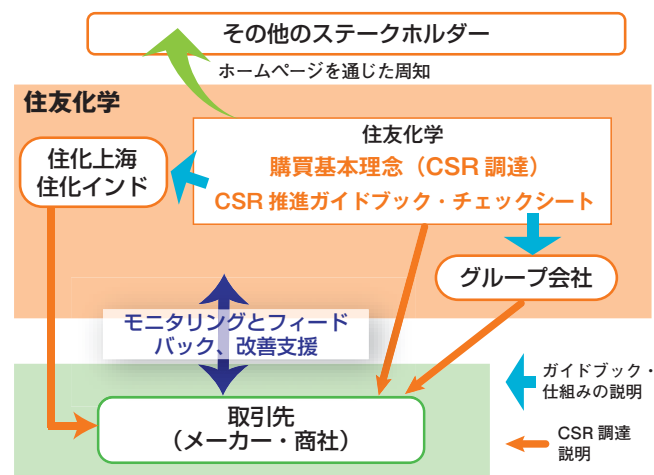 その他のステークホルダー
ホームページを通じた周知
住友化学
住友化学
購買基本理念（CSR 調達）
CSR 推進ガイドブック・チェックシート
住化上海
住化インド
グループ会社
モニタリングとフィード
バック、改善支援
取引先
（メーカー・商社）
ガイドブック・
仕組みの説明
CSR 調達
説明